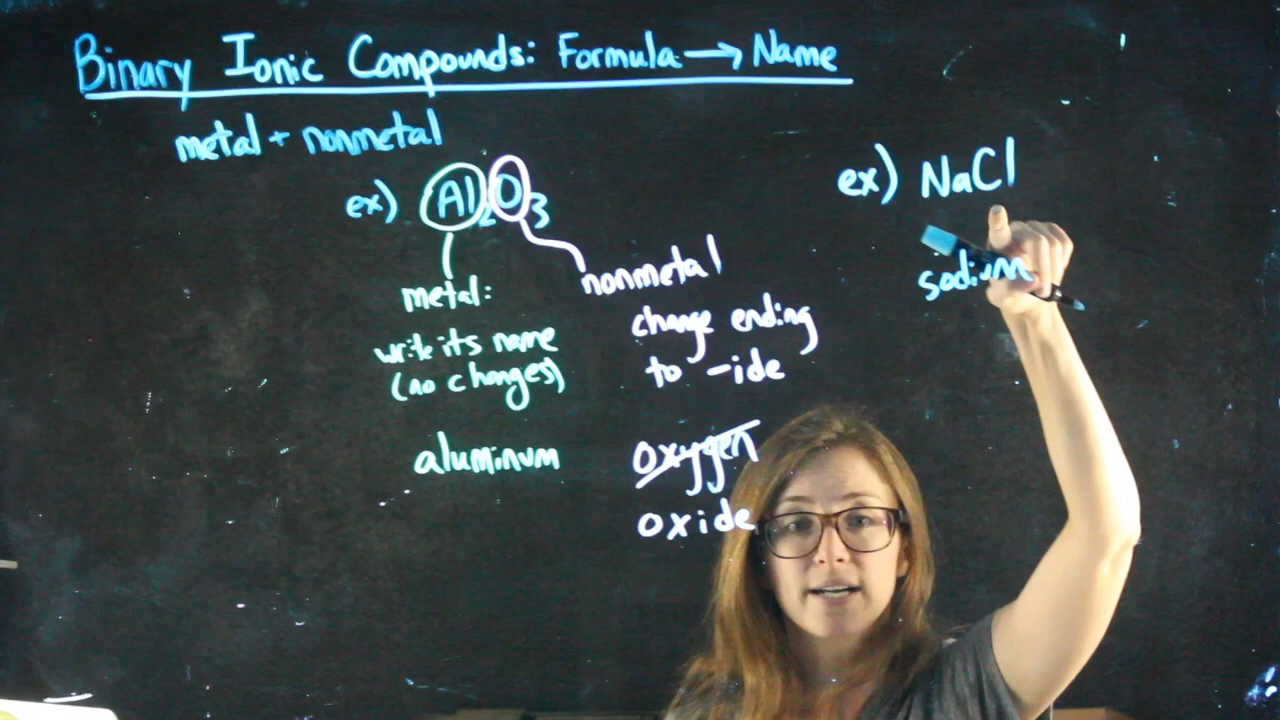 Binary Ionic Compounds: Formula → Name
metal + nonmetal
ex) Al2O3
metal:
write its name
(no changes)
aluminum
nonmetal
change ending
to -ide
oxygen
oxide
ex) NaCl
sodium